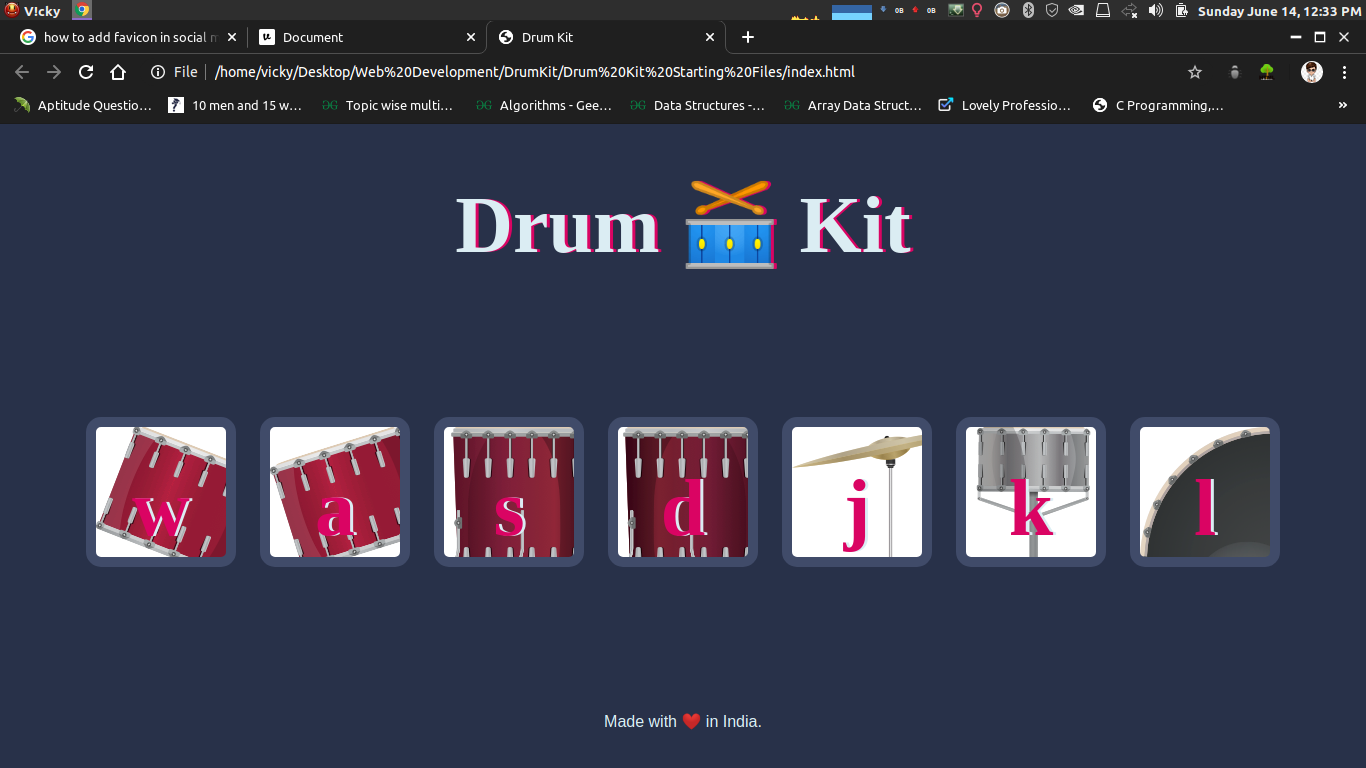 V!cky
0B
0B
Sunday June 14, 12:33 PM
how to add favicon in social m
Document
Drum Kit
File
/home/vicky/Desktop/Web%20Development/DrumKit/Drum%20Kit%20Starting%20Files/index.html
Aptitude Questio...
10 men and 15 w...
Topic wise multi...
Algorithms - Gee...
Data Structures -...
Array Data Struct...
Lovely Professio...
C Programming,...
Drum 🥁 Kit
w a s d j k l
Made with ❤️ in India.